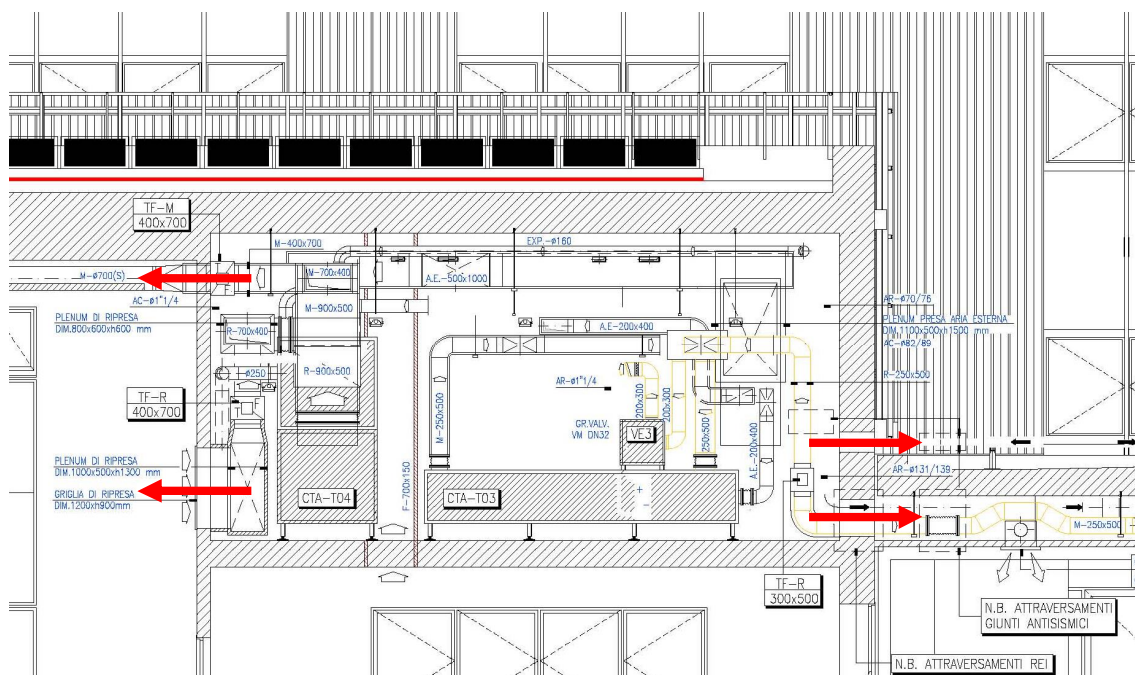 TF-M
400x700
M-400x700
EXP.-ø160
M-ø700(S)
M-700x400
A.E.-500x1000
AC-ø1"1/4
M-900x500
AR-ø70/76
PLENUM DI RIPRESA
DIM.800x600xh600 mm
R-700x400
A.E-200x400
PLENUM PRESA ARIA ESTERNA
DIM.1100x500xh1500 mm
AC-ø82/89
ø250
R-900x500
R-250x500
AR-ø1"1/4
TF-R
400x700
T
F
M-250x500
200x300
200x300
250x500
A.E.-200x400
GR.VALV.
VM DN32
VE3
PLENUM DI RIPRESA
DIM.1000x500xh1300 mm
GRIGLIA DI RIPRESA
DIM.1200xh900mm
CTA-T04
F-700x150
CTA-T03
AR-ø131/139
M-250x500
TF-R
300x500
N.B. ATTRAVERSAMENTI
GIUNTI ANTISISMICI
N.B. ATTRAVERSAMENTI REI